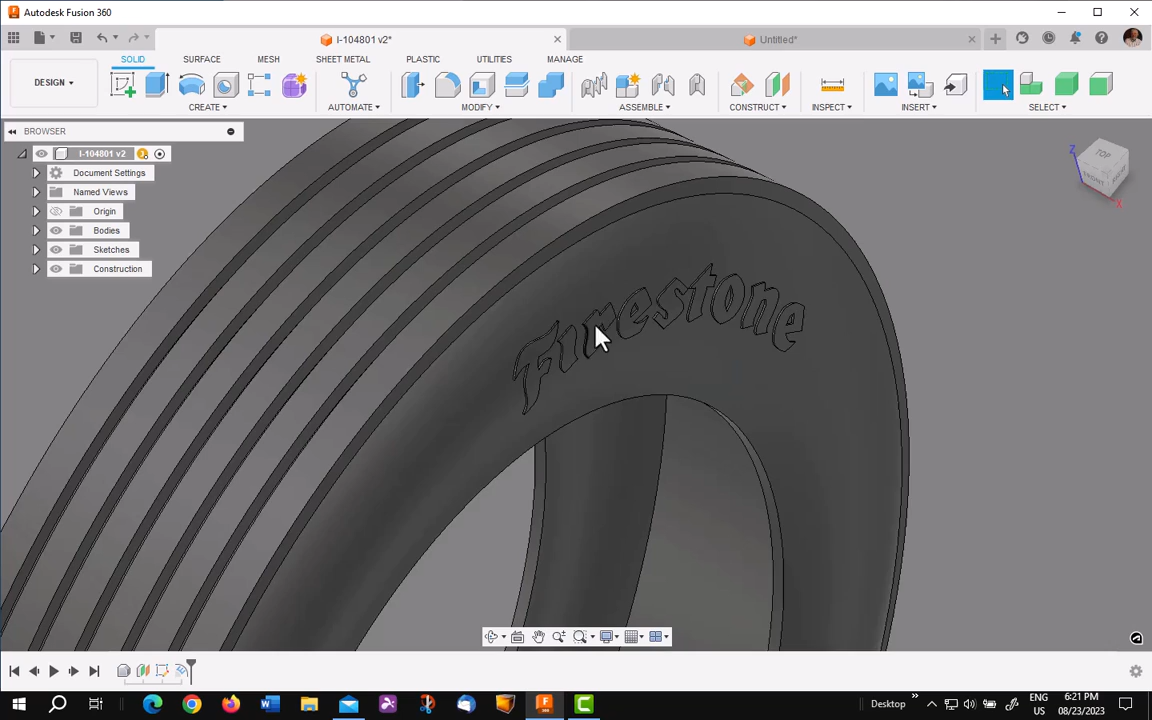 Autodesk Fusion 360
I-104801 v2*
Untitled*
DESIGN
SOLID
SURFACE
MESH
SHEET METAL
PLASTIC
UTILITIES
MANAGE
CREATE
AUTOMATE
MODIFY
ASSEMBLE
CONSTRUCT
INSPECT
INSERT
SELECT
BROWSER
I-104801 v2
Document Settings
Named Views
Origin
Bodies
Sketches
Construction
Z
TOP
X
Firestone
Desktop
ENG
US
6:21 PM
08/23/2023